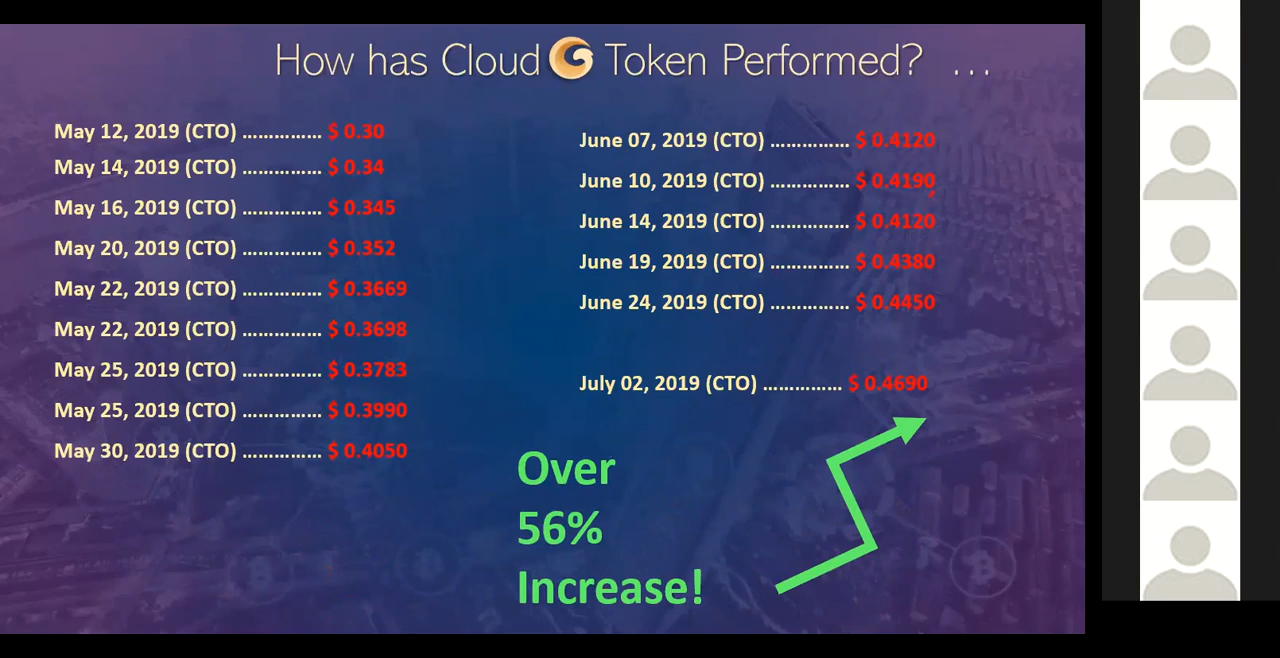 How has Cloud Token Performed? ...
May 12, 2019 (CTO) .............. $ 0.30
May 14, 2019 (CTO) .............. $ 0.34
May 16, 2019 (CTO) .............. $ 0.345
May 20, 2019 (CTO) .............. $ 0.352
May 22, 2019 (CTO) .............. $ 0.3669
May 22, 2019 (CTO) .............. $ 0.3698
May 25, 2019 (CTO) .............. $ 0.3783
May 25, 2019 (CTO) .............. $ 0.3990
May 30, 2019 (CTO) .............. $ 0.4050
June 07, 2019 (CTO) .............. $ 0.4120
June 10, 2019 (CTO) .............. $ 0.4190
June 14, 2019 (CTO) .............. $ 0.4120
June 19, 2019 (CTO) .............. $ 0.4380
June 24, 2019 (CTO) .............. $ 0.4450
July 02, 2019 (CTO) .............. $ 0.4690
Over
56%
Increase!